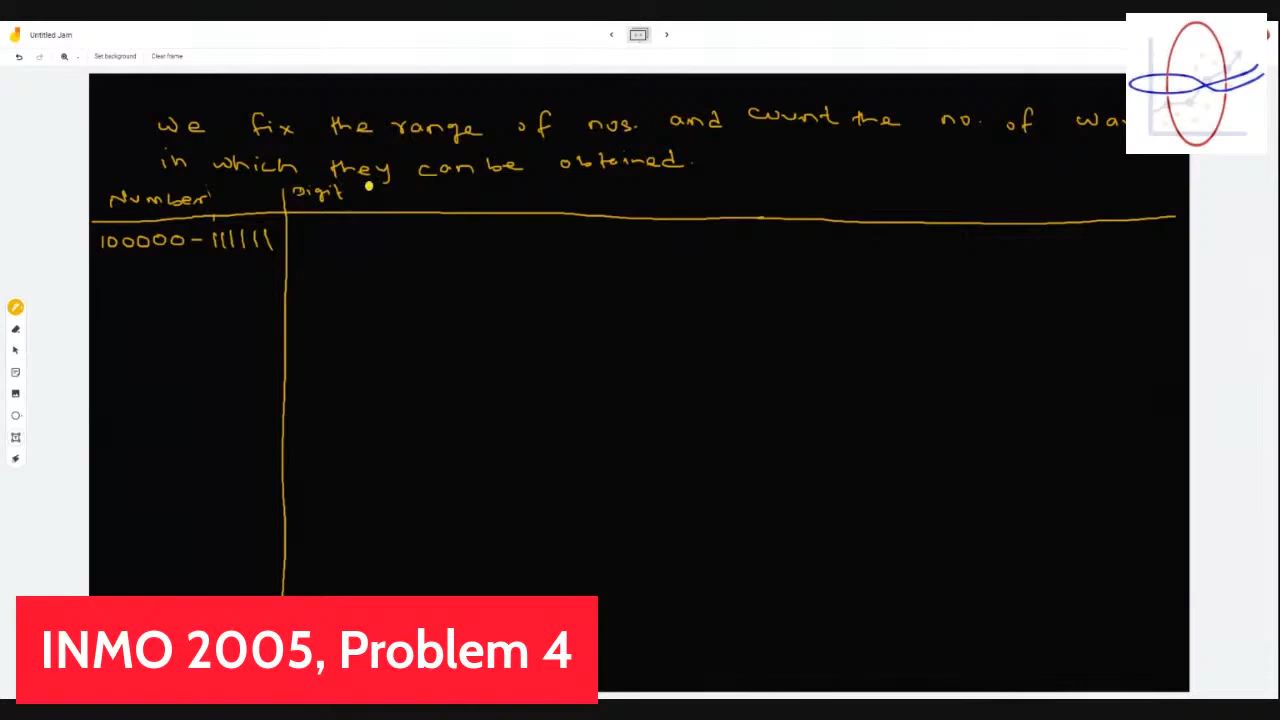 Untitled Jam
Set background
Clear frame
We fix the range of nos. and count the no. of
in which they can be obtained.
Number
Digit
100000 - 111111
INMO 2005, Problem 4